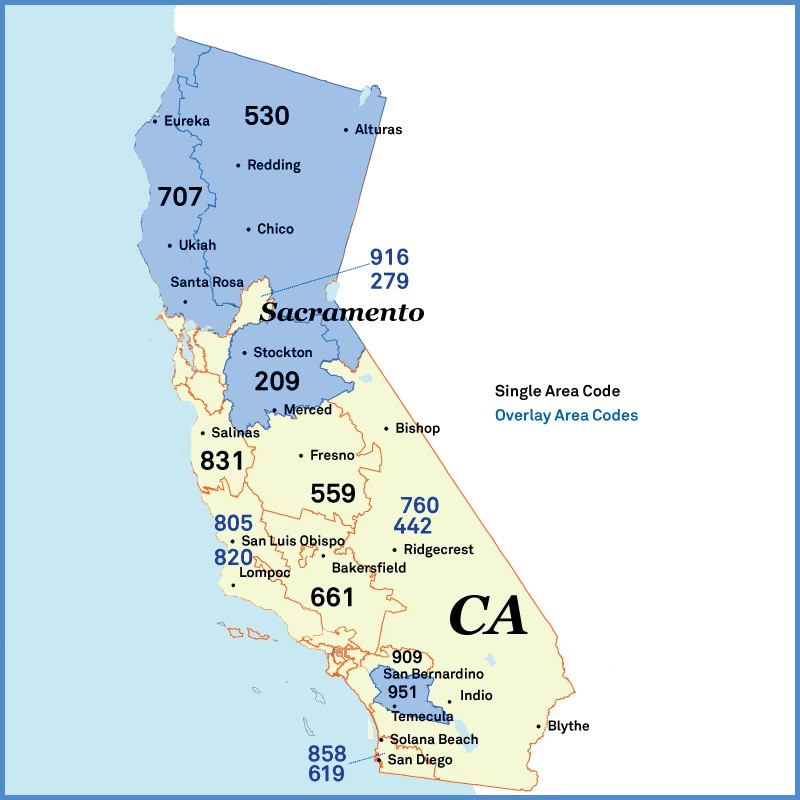 530
Eureka
Alturas
Redding
707
Chico
Ukiah
916
279
Santa Rosa
Sacramento
Stockton
209
Merced
Single Area Code
Overlay Area Codes
Salinas
Bishop
831
Fresno
559
760
442
805
San Luis Obispo
820
Ridgecrest
Bakersfield
Lompoc
661
CA
909
San Bernardino
951
Indio
Temecula
Blythe
Solana Beach
858
619
San Diego